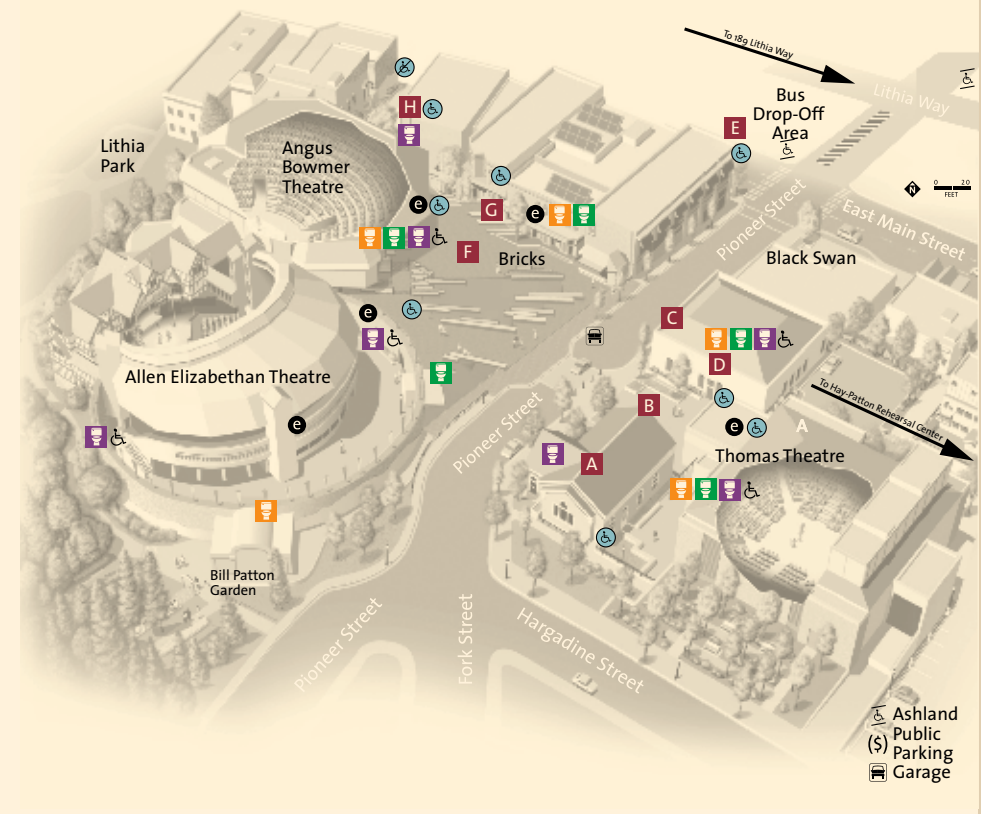 To 189 Lithia Way
Lithia Way
Bus
Drop-Off
Area
E
H
Lithia
Park
Angus
Bowmer
Theatre
N
0 20
FEET
e
G
e
F
Bricks
Pioneer Street
East Main Street
Black Swan
e
C
D
Allen Elizabethan Theatre
To Hay-Patton Rehearsal Center
B
Pioneer Street
e
e
A
A
Thomas Theatre
Bill Patton
Garden
Pioneer Street
Fork Street
Hargadine Street
Ashland
Public
($)
Parking
Garage